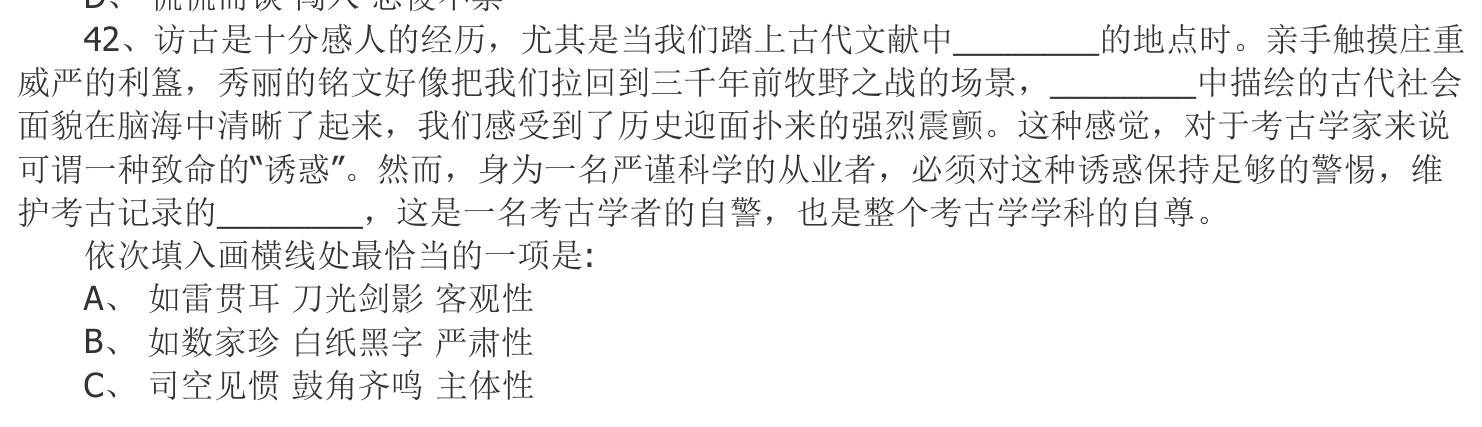 42、访古是十分感人的经历，尤其是当我们踏上古代文献中________的地点时。亲手触摸庄重
威严的利簋，秀丽的铭文好像把我们拉回到三千年前牧野之战的场景，________中描绘的古代社会
面貌在脑海中清晰了起来，我们感受到了历史迎面扑来的强烈震颤。这种感觉，对于考古学家来说
可谓一种致命的“诱惑”。然而，身为一名严谨科学的从业者，必须对这种诱惑保持足够的警惕，维
护考古记录的________，这是一名考古学者的自警，也是整个考古学学科的自尊。
依次填入画横线处最恰当的一项是:
A、 如雷贯耳 刀光剑影 客观性
B、 如数家珍 白纸黑字 严肃性
C、 司空见惯 鼓角齐鸣 主体性